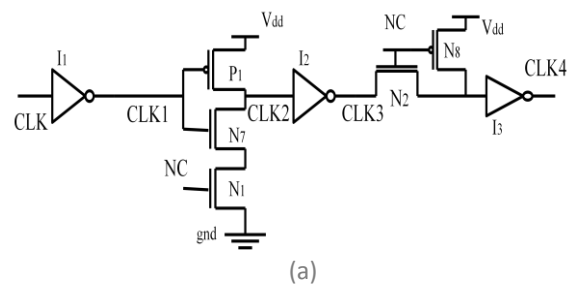 Vdd
I1
P1
CLK
CLK1
N7
NC
N1
gnd
I2
CLK2
CLK3
NC
N2
N8
Vdd
I3
CLK4
(a)